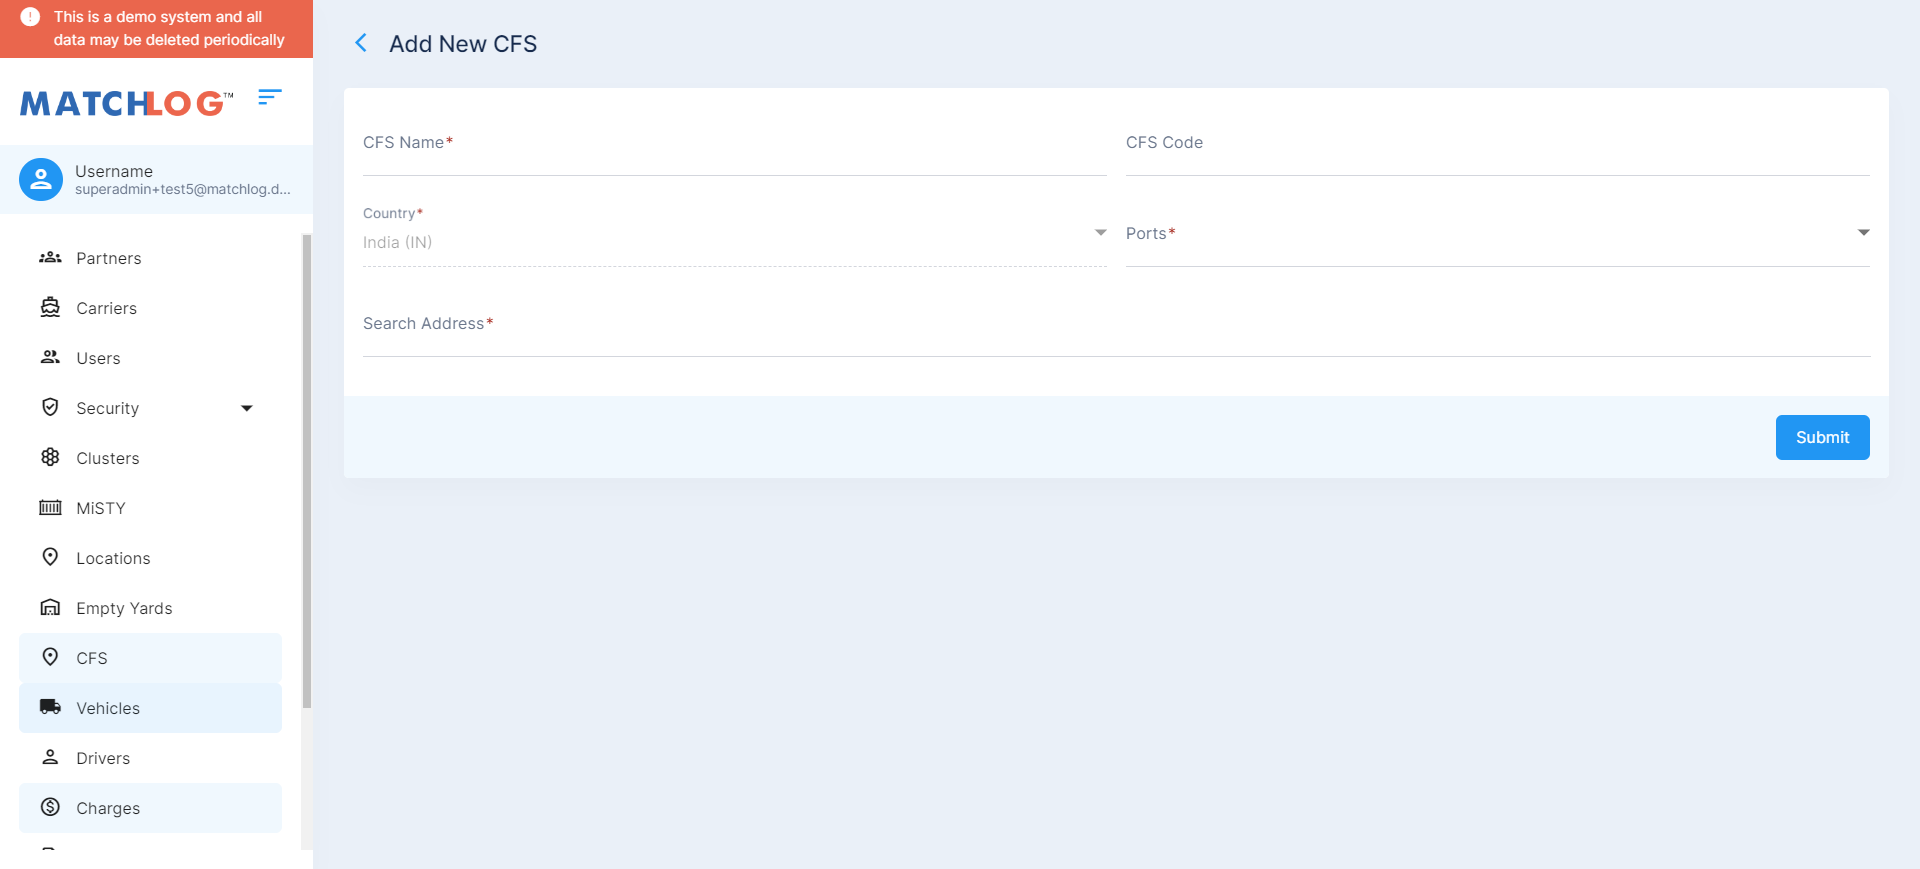 This is a demo system and all
data may be deleted periodically
MATCHLOG™
Username
superadmin+test5@matchlog.d...
Partners
Carriers
Users
Security
Clusters
MiSTY
Locations
Empty Yards
CFS
Vehicles
Drivers
Charges
Add New CFS
CFS Name*
CFS Code
Country*
India (IN)
Ports*
Search Address*
Submit